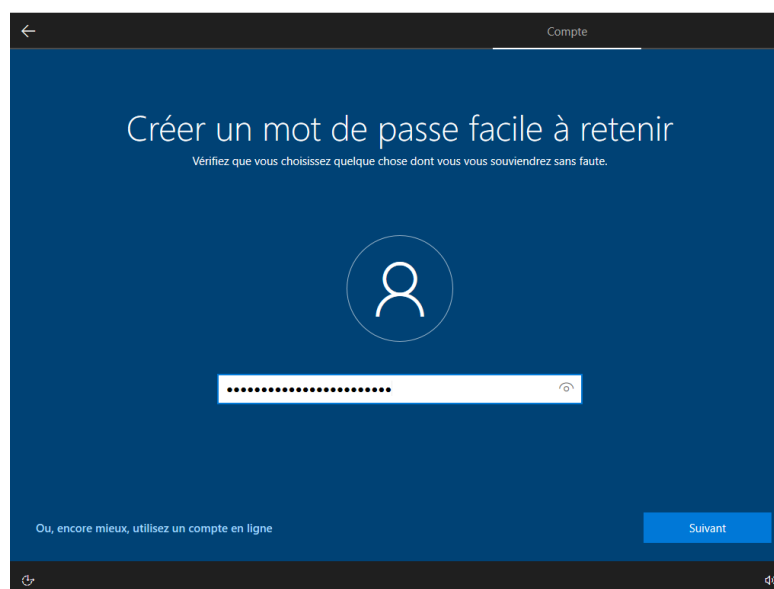 Compte
Créer un mot de passe facile à retenir
Vérifiez que vous choisissez quelque chose dont vous vous souviendrez sans faute.
••••••••••••••••••••••••
Ou, encore mieux, utilisez un compte en ligne
Suivant